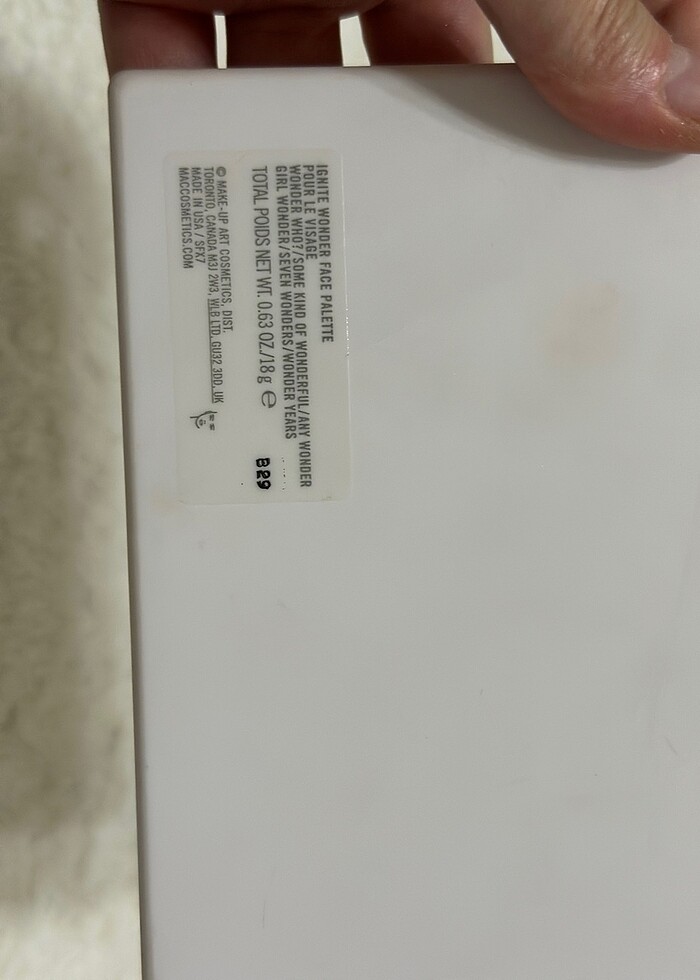 IGNITE WONDER FACE PALETTE
POUR LE VISAGE
WONDER WHO?/SOME KIND OF WONDERFUL/ANY WONDER
GIRL WONDER/SEVEN WONDERS/WONDER YEARS
TOTAL POIDS NET WT. 0.63 OZ./18g ℮
B29
© MAKE-UP ART COSMETICS, DIST.
TORONTO, CANADA M3J 2W3, WLB LTD, GU32 3DD, UK
MADE IN USA / SFX7
MACCOSMETICS.COM